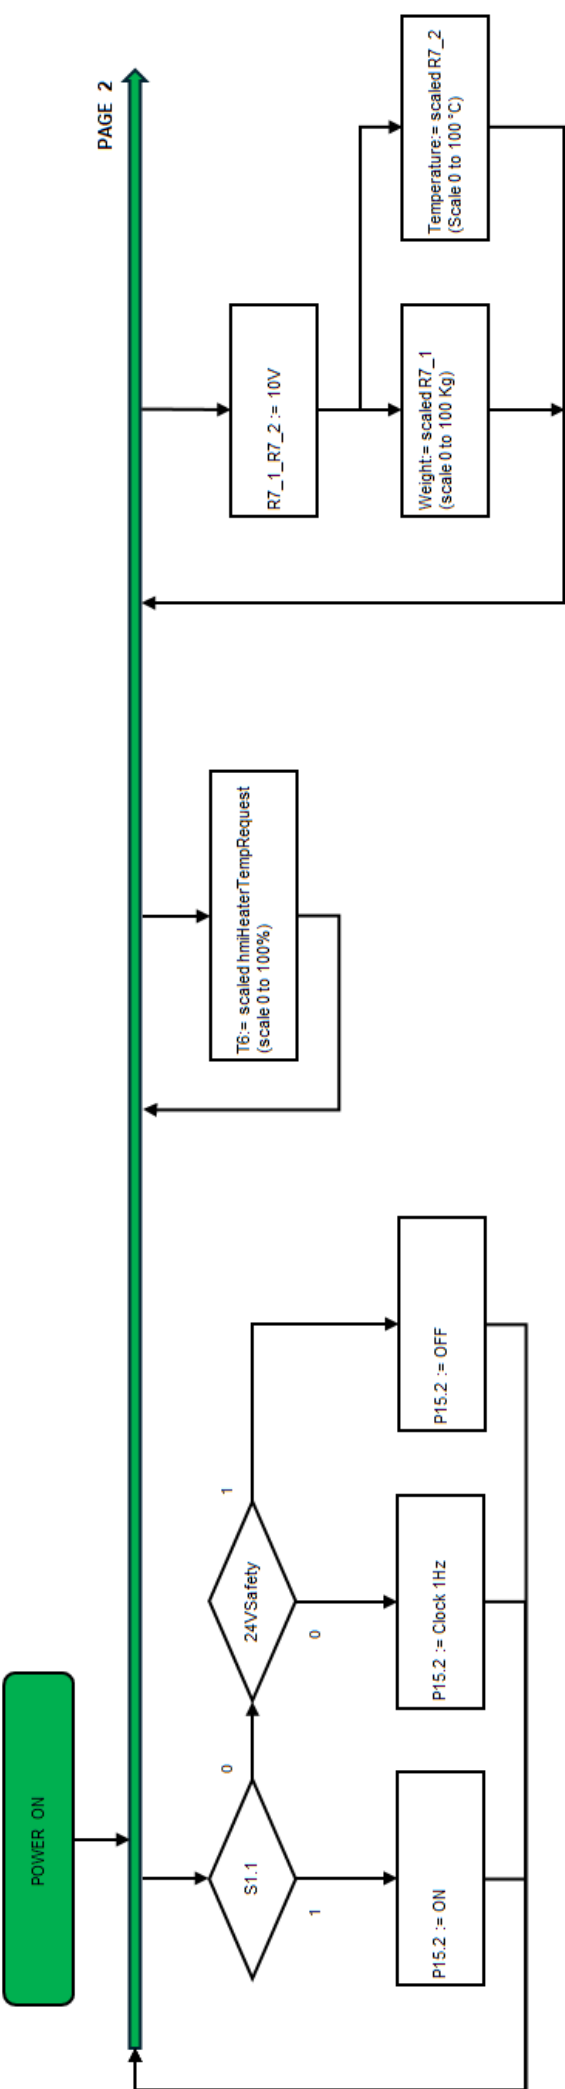 POWER ON
PAGE 2
S1.1
0
1
24VSafety
1
0
P15.2 := ON
P15.2 := Clock 1Hz
P15.2 := OFF
T6:= scaled hmiHeaterTempRequest
(scale 0 to 100%)
R7_1_R7_2 := 10V
Weight:= scaled R7_1
(scale 0 to 100 Kg)
Temperature:= scaled R7_2
(Scale 0 to 100 °C)